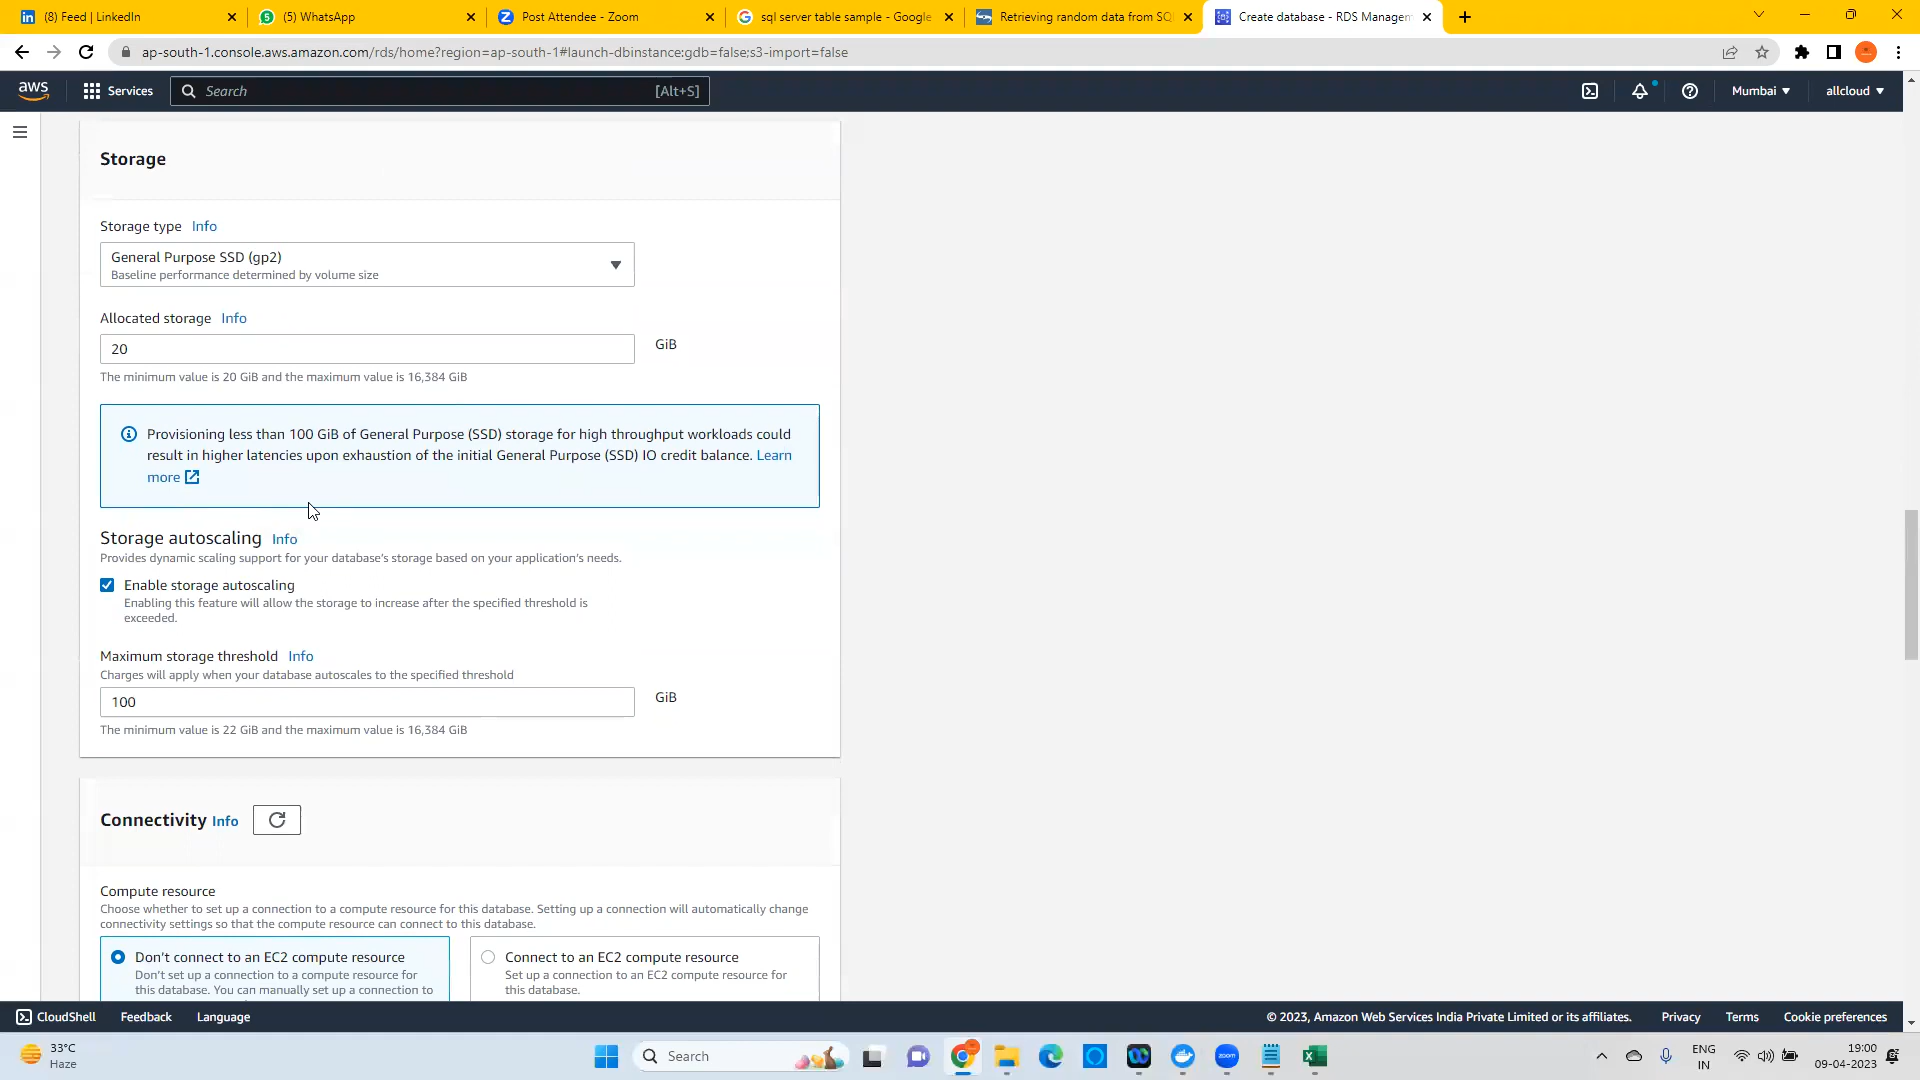 (8) Feed | LinkedIn
(5) WhatsApp
Post Attendee - Zoom
sql server table sample - Google
Retrieving random data from SQ
Create database - RDS Managem
ap-south-1.console.aws.amazon.com/rds/home?region=ap-south-1#launch-dbinstance:gdb=false;s3-import=false
aws
Services
Search
[Alt+S]
Mumbai
allcloud
Storage
Storage type Info
General Purpose SSD (gp2)
Baseline performance determined by volume size
Allocated storage Info
20
GiB
The minimum value is 20 GiB and the maximum value is 16,384 GiB
Provisioning less than 100 GiB of General Purpose (SSD) storage for high throughput workloads could
result in higher latencies upon exhaustion of the initial General Purpose (SSD) IO credit balance. Learn
more
Storage autoscaling Info
Provides dynamic scaling support for your database's storage based on your application's needs.
Enable storage autoscaling
Enabling this feature will allow the storage to increase after the specified threshold is
exceeded.
Maximum storage threshold Info
Charges will apply when your database autoscales to the specified threshold
100
GiB
The minimum value is 22 GiB and the maximum value is 16,384 GiB
Connectivity Info
Compute resource
Choose whether to set up a connection to a compute resource for this database. Setting up a connection will automatically change
connectivity settings so that the compute resource can connect to this database.
Don't connect to an EC2 compute resource
Don't set up a connection to a compute resource for
this database. You can manually set up a connection to
Connect to an EC2 compute resource
Set up a connection to an EC2 compute resource for
this database.
CloudShell
Feedback
Language
© 2023, Amazon Web Services India Private Limited or its affiliates.
Privacy
Terms
Cookie preferences
33°C
Haze
Search
zoom
ENG
IN
19:00
09-04-2023